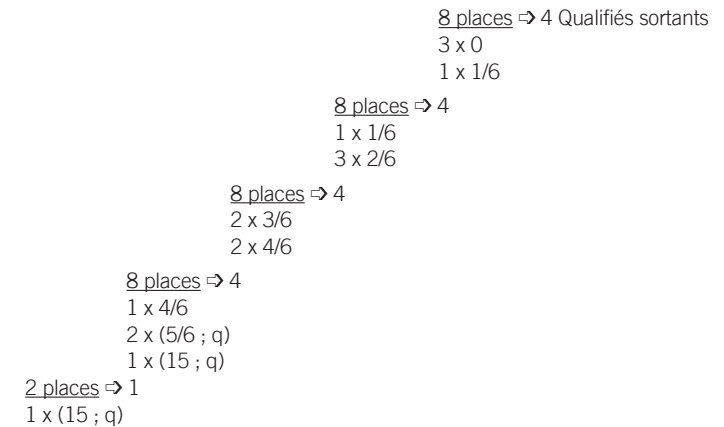 8 places ➩ 4 Qualifiés sortants
3 x 0
1 x 1/6
8 places ➩ 4
1 x 1/6
3 x 2/6
8 places ➩ 4
2 x 3/6
2 x 4/6
8 places ➩ 4
1 x 4/6
2 x (5/6 ; q)
1 x (15 ; q)
2 places ➩ 1
1 x (15 ; q)